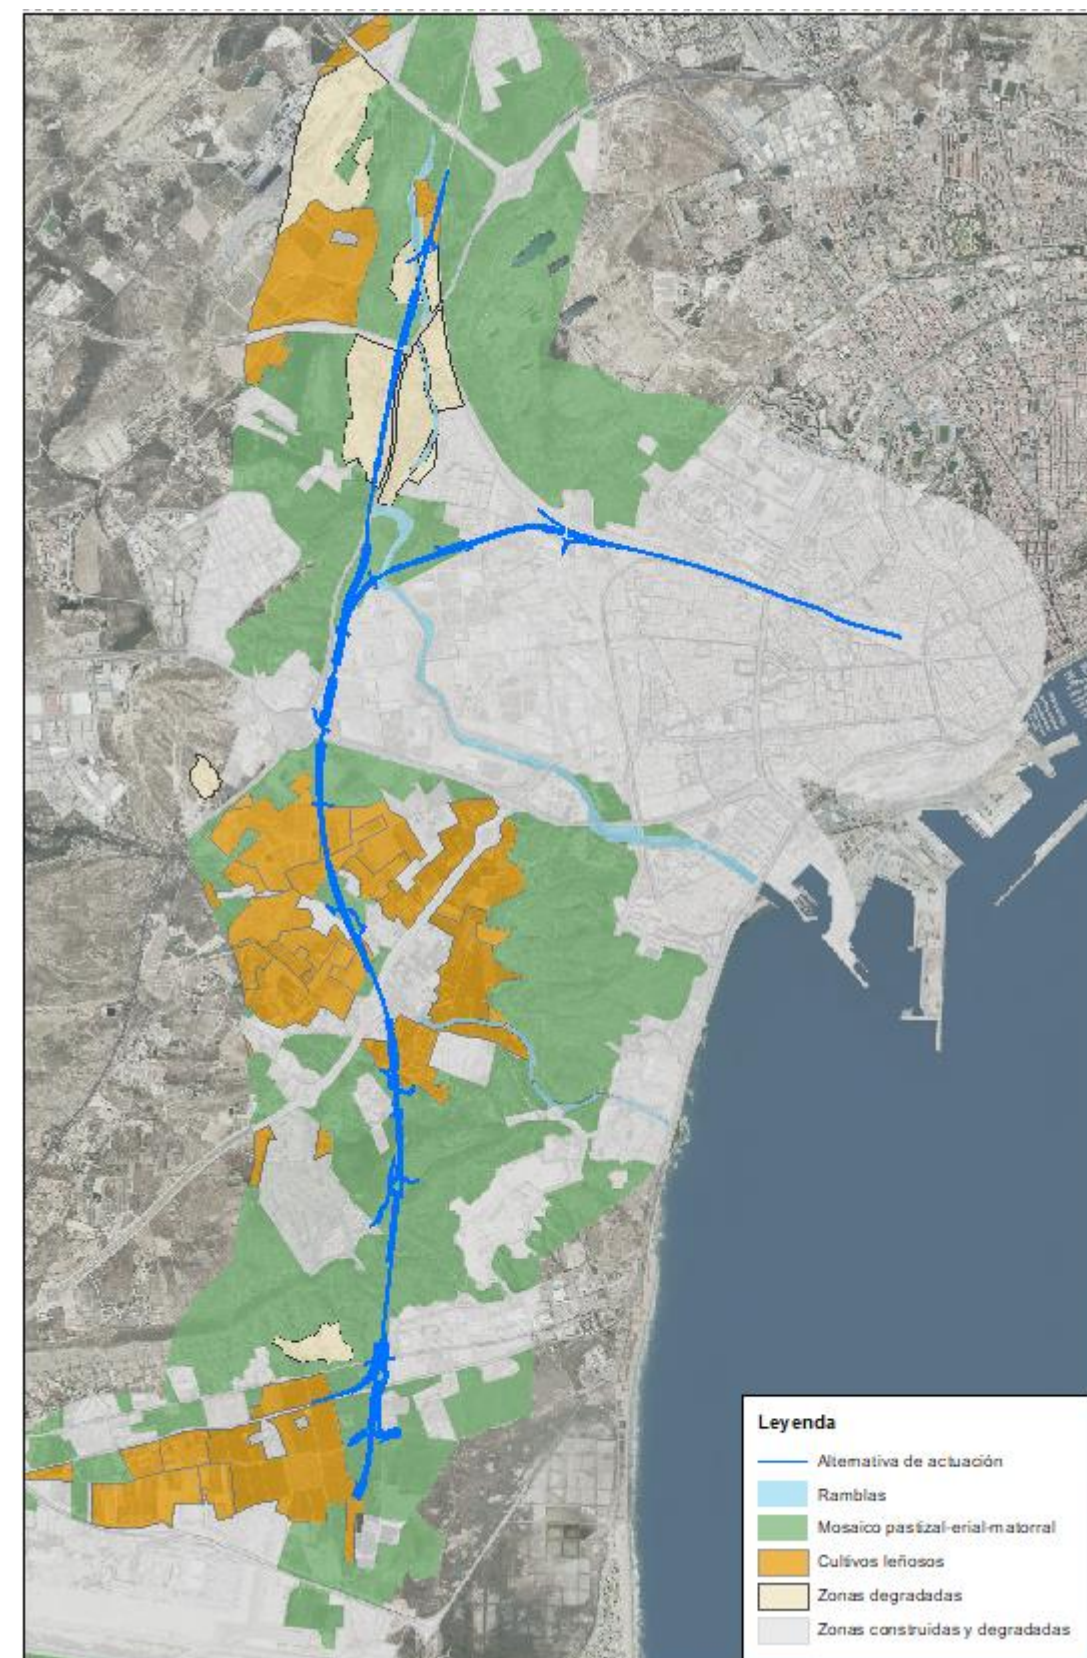 Leyenda
Alternativa de actuación
Ramblas
Mosaico pastizal-erial-matorral
Cultivos leñosos
Zonas degradadas
Zonas construidas y degradadas